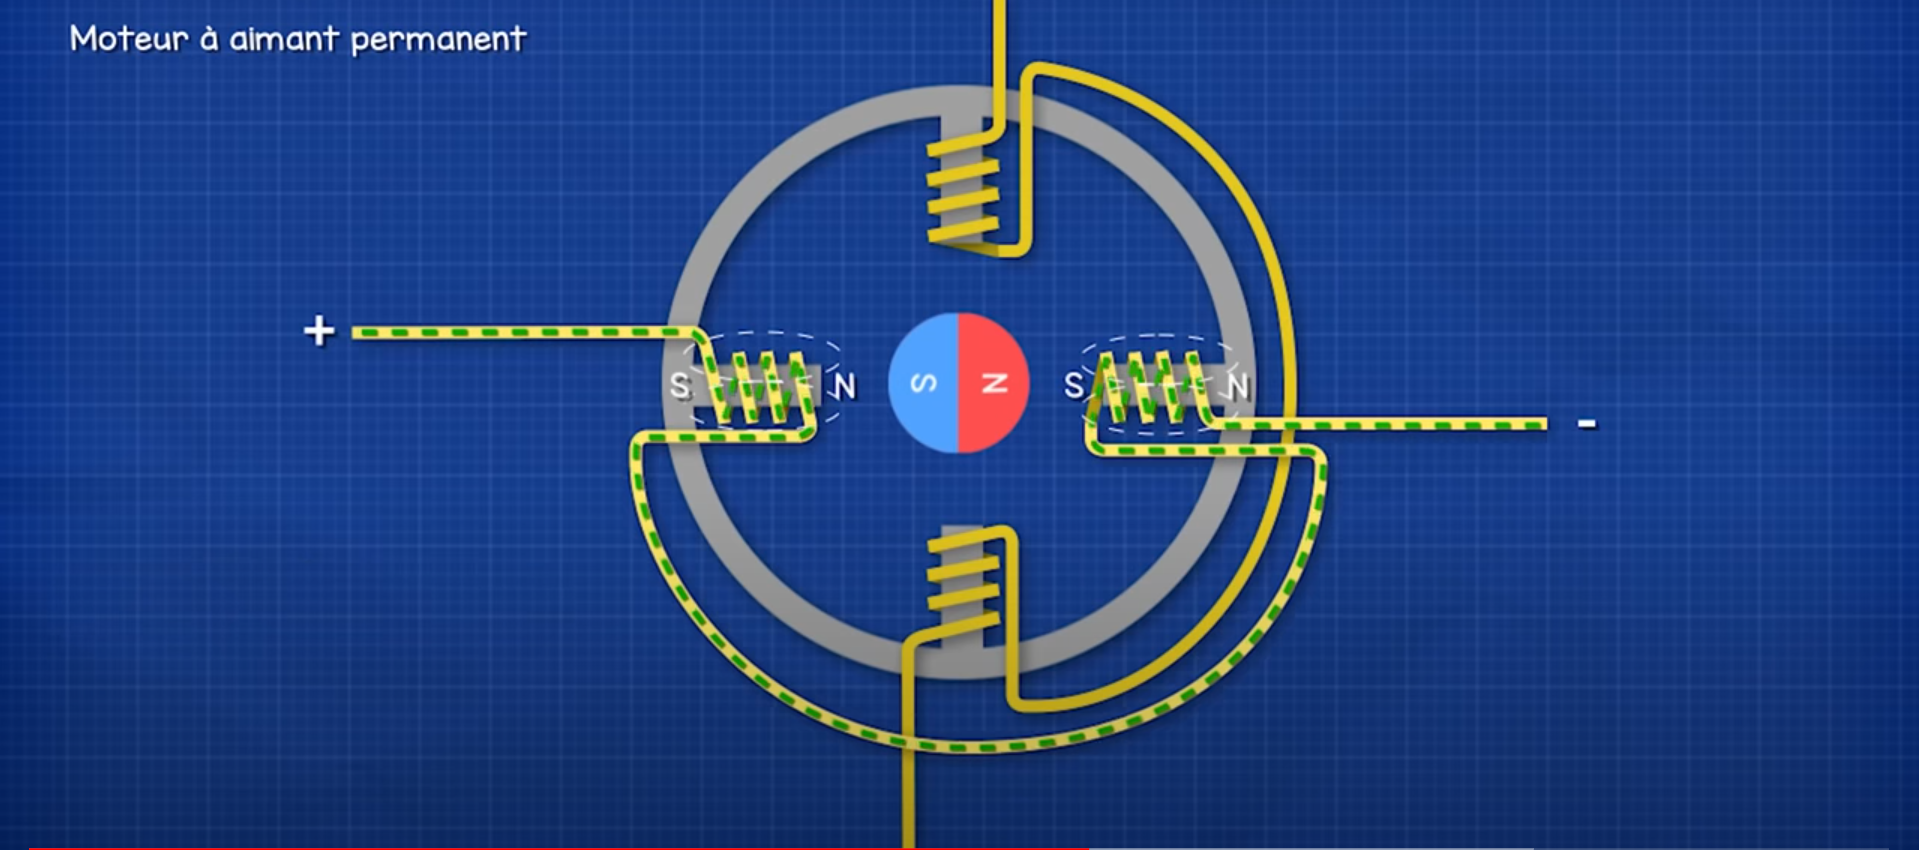 Moteur à aimant permanent
+
S N S N S N
-